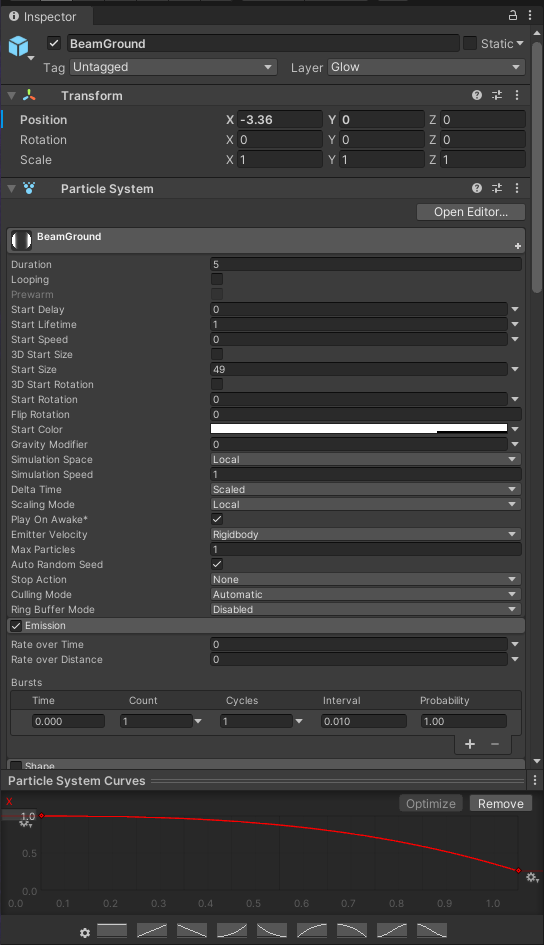 Inspector
BeamGround Static
Tag Untagged Layer Glow
Transform
Position X -3.36 Y 0 Z 0
Rotation X 0 Y 0 Z 0
Scale X 1 Y 1 Z 1
Particle System
Open Editor...
BeamGround
Duration 5
Looping
Prewarm
Start Delay 0
Start Lifetime 1
Start Speed 0
3D Start Size
Start Size 49
3D Start Rotation
Start Rotation 0
Flip Rotation 0
Start Color
Gravity Modifier 0
Simulation Space Local
Simulation Speed 1
Delta Time Scaled
Scaling Mode Local
Play On Awake*
Emitter Velocity Rigidbody
Max Particles 1
Auto Random Seed
Stop Action None
Culling Mode Automatic
Ring Buffer Mode Disabled
Emission
Rate over Time 0
Rate over Distance 0
Bursts
Time Count Cycles Interval Probability
0.000 1 1 0.010 1.00
Shape
Particle System Curves
x
Optimize Remove
1.0
0.5
0.0
0.0 0.1 0.2 0.3 0.4 0.5 0.6 0.7 0.8 0.9 1.0